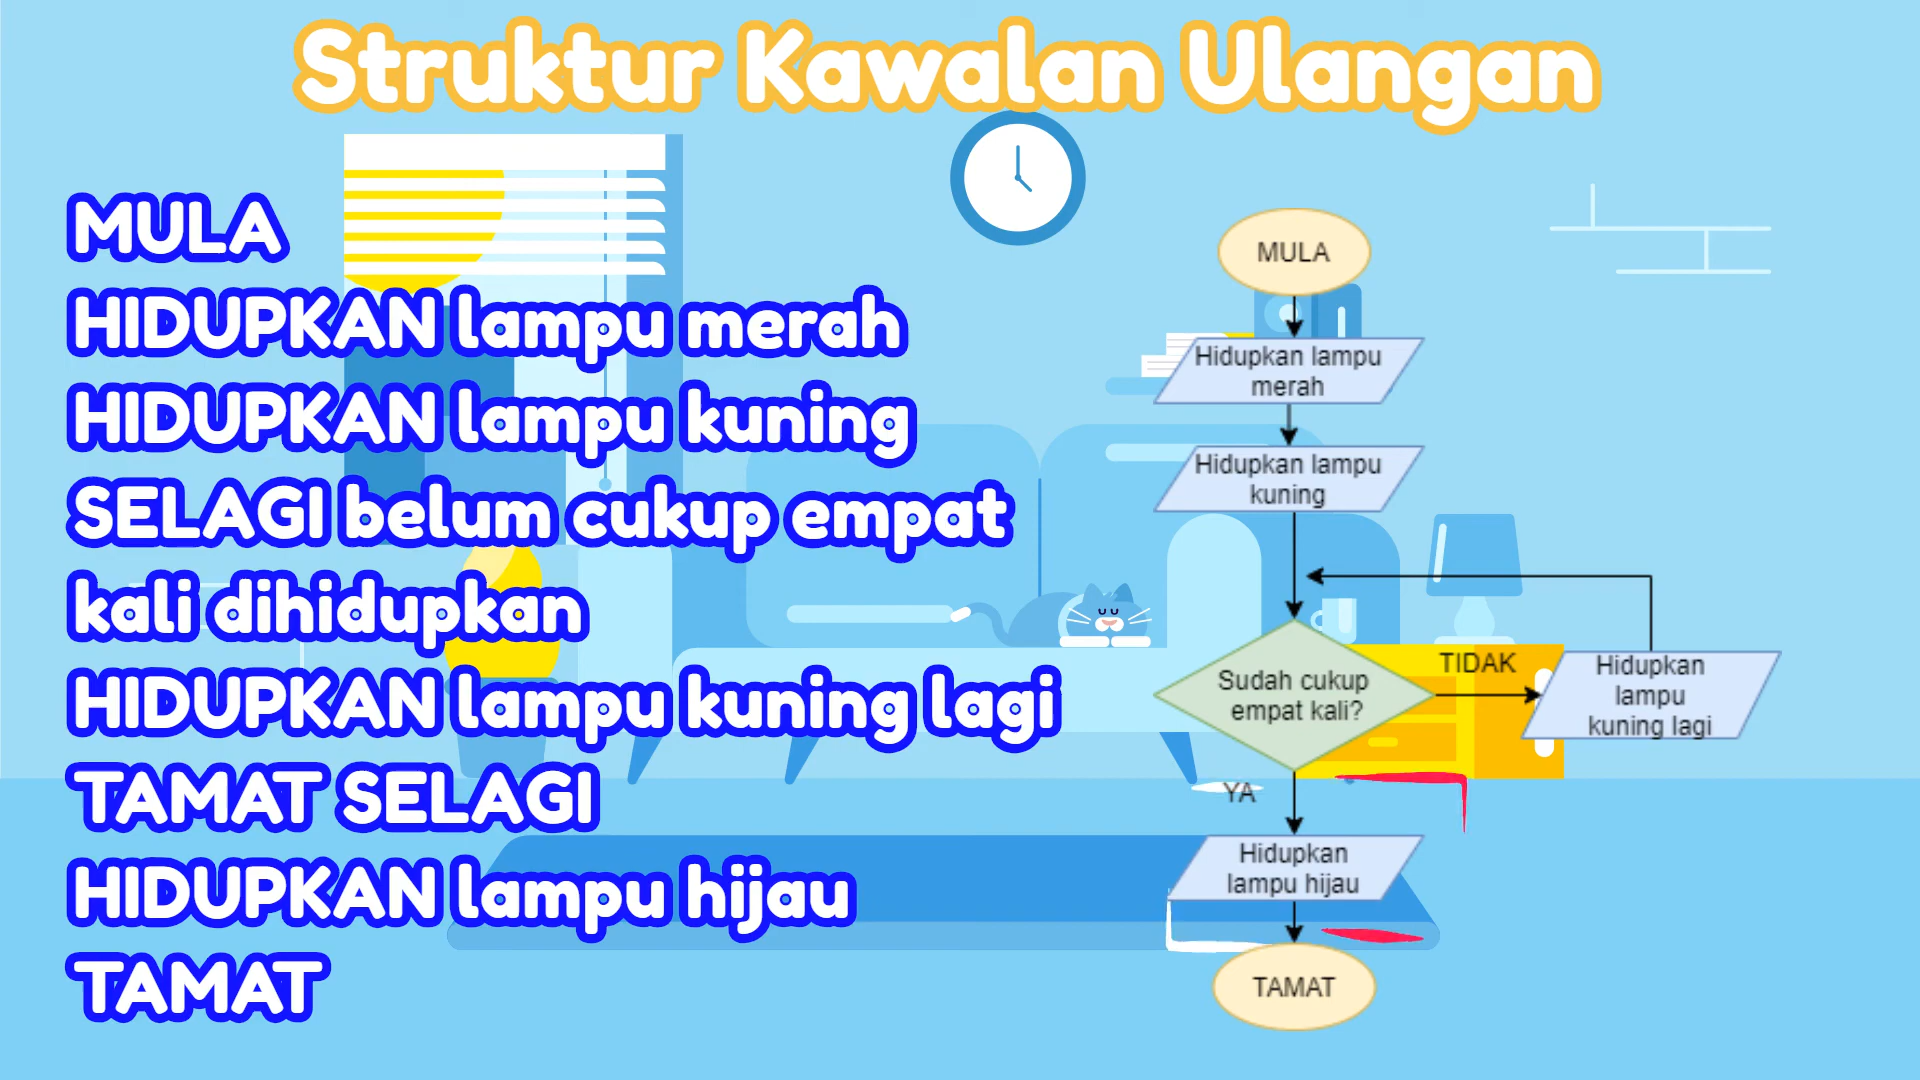 Struktur Kawalan Ulangan
MULA
HIDUPKAN lampu merah
HIDUPKAN lampu kuning
SELAGI belum cukup empat
kali dihidupkan
HIDUPKAN lampu kuning lagi
TAMAT SELAGI
HIDUPKAN lampu hijau
TAMAT
MULA
Hidupkan lampu
merah
Hidupkan lampu
kuning
Sudah cukup
empat kali?
TIDAK
Hidupkan
lampu
kuning lagi
YA
Hidupkan
lampu hijau
TAMAT